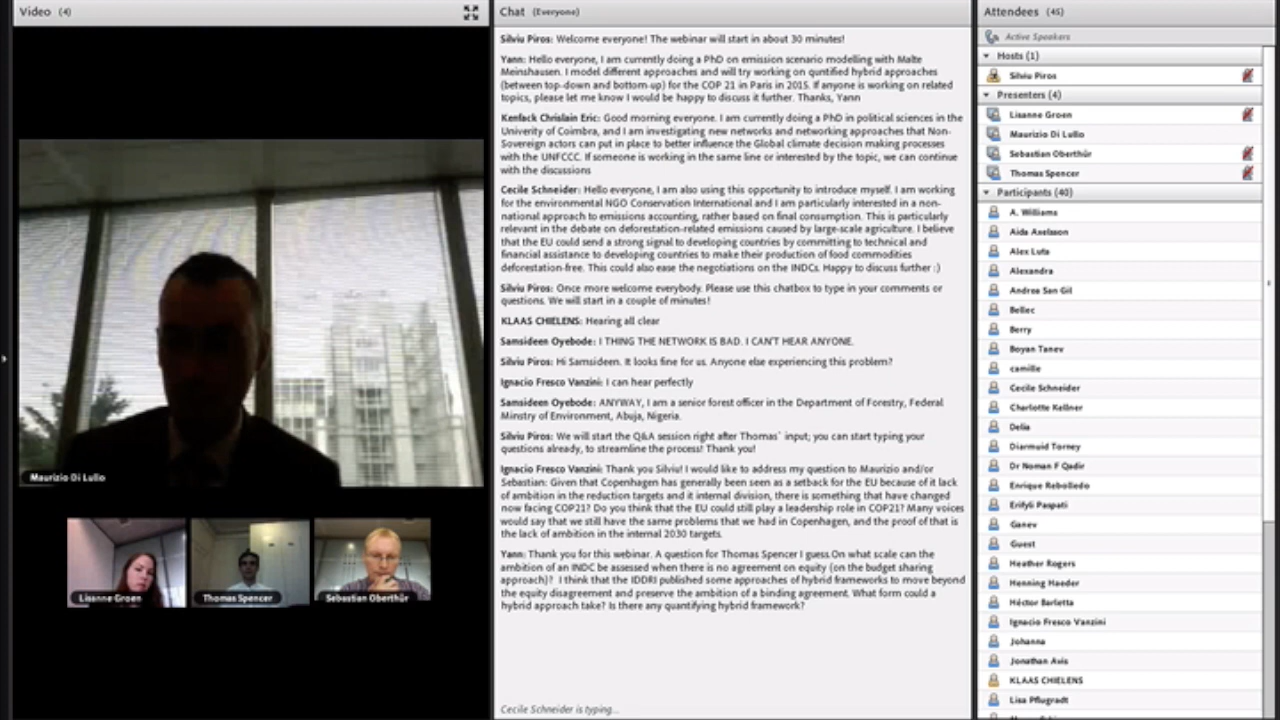 Video (4)
Maurizio Di Lullo
Lisanne Groen
Thomas Spencer
Sebastian Oberthür
Chat (Everyone)
Silviu Piros: Welcome everyone! The webinar will start in about 30 minutes!
Yann: Hello everyone, I am currently doing a PhD on emission scenario modelling with Malte
Meinshausen. I model different approaches and will try working on quntified hybrid approaches
(between top-down and bottom-up) for the COP 21 in Paris in 2015. If anyone is working on related
topics, please let me know I would be happy to discuss it further. Thanks, Yann
Kenfack Chrislain Eric: Good morning everyone. I am currently doing a PhD in political sciences in the
Univerity of Coimbra, and I am investigating new networks and networking approaches that Non-
Sovereign actors can put in place to better influence the Global climate decision making processes
with the UNFCCC. If someone is working in the same line or interested by the topic, we can continue
with the discussions
Cecile Schneider: Hello everyone, I am also using this opportunity to introduce myself. I am working
for the environmental NGO Conservation International and I am particularly interested in a non-
national approach to emissions accounting, rather based on final consumption. This is particularly
relevant in the debate on deforestation-related emissions caused by large-scale agriculture. I believe
that the EU could send a strong signal to developing countries by committing to technical and
financial assistance to developing countries to make their production of food commodities
deforestation-free. This could also ease the negotiations on the INDCs. Happy to discuss further :)
Silviu Piros: Once more welcome everybody. Please use this chatbox to type in your comments or
questions. We will start in a couple of minutes!
KLAAS CHIELENS: Hearing all clear
Samsideen Oyebode: I THING THE NETWORK IS BAD. I CAN'T HEAR ANYONE.
Silviu Piros: Hi Samsideen. It looks fine for us. Anyone else experiencing this problem?
Ignacio Fresco Vanzini: I can hear perfectly
Samsideen Oyebode: ANYWAY, I am a senior forest officer in the Department of Forestry, Federal
Minstry of Environment, Abuja, Nigeria.
Silviu Piros: We will start the Q&A session right after Thomas` input; you can start typing your
questions already, to streamline the process! Thank you!
Ignacio Fresco Vanzini: Thank you Silviu! I would like to address my question to Maurizio and/or
Sebastian: Given that Copenhagen has generally been seen as a setback for the EU because of it lack
of ambition in the reduction targets and it internal division, there is something that have changed
now facing COP21? Do you think that the EU could still play a leadership role in COP21? Many voices
would say that we still have the same problems that we had in Copenhagen, and the proof of that is
the lack of ambition in the internal 2030 targets.
Yann: Thank you for this webinar. A question for Thomas Spencer I guess.On what scale can the
ambition of an INDC be assessed when there is no agreement on equity (on the budget sharing
approach)? I think that the IDDRI published some approaches of hybrid frameworks to move beyond
the equity disagreement and preserve the ambition of a binding agreement. What form could a
hybrid approach take? Is there any quantifying hybrid framework?
Cecile Schneider is typing...
Attendees (45)
Active Speakers
Hosts (1)
Silviu Piros
Presenters (4)
Lisanne Groen
Maurizio Di Lullo
Sebastian Oberthür
Thomas Spencer
Participants (40)
A. Williams
Aida Axelsson
Alex Luta
Alexandra
Andrea San Gil
Bellec
Berry
Boyan Tanev
camille
Cecile Schneider
Charlotte Kellner
Delia
Diarmuid Torney
Dr Noman F Qadir
Enrique Rebolledo
Erifyli Paspati
Ganev
Guest
Heather Rogers
Henning Haeder
Héctor Barletta
Ignacio Fresco Vanzini
Johanna
Jonathan Avis
KLAAS CHIELENS
Lisa Pflugradt